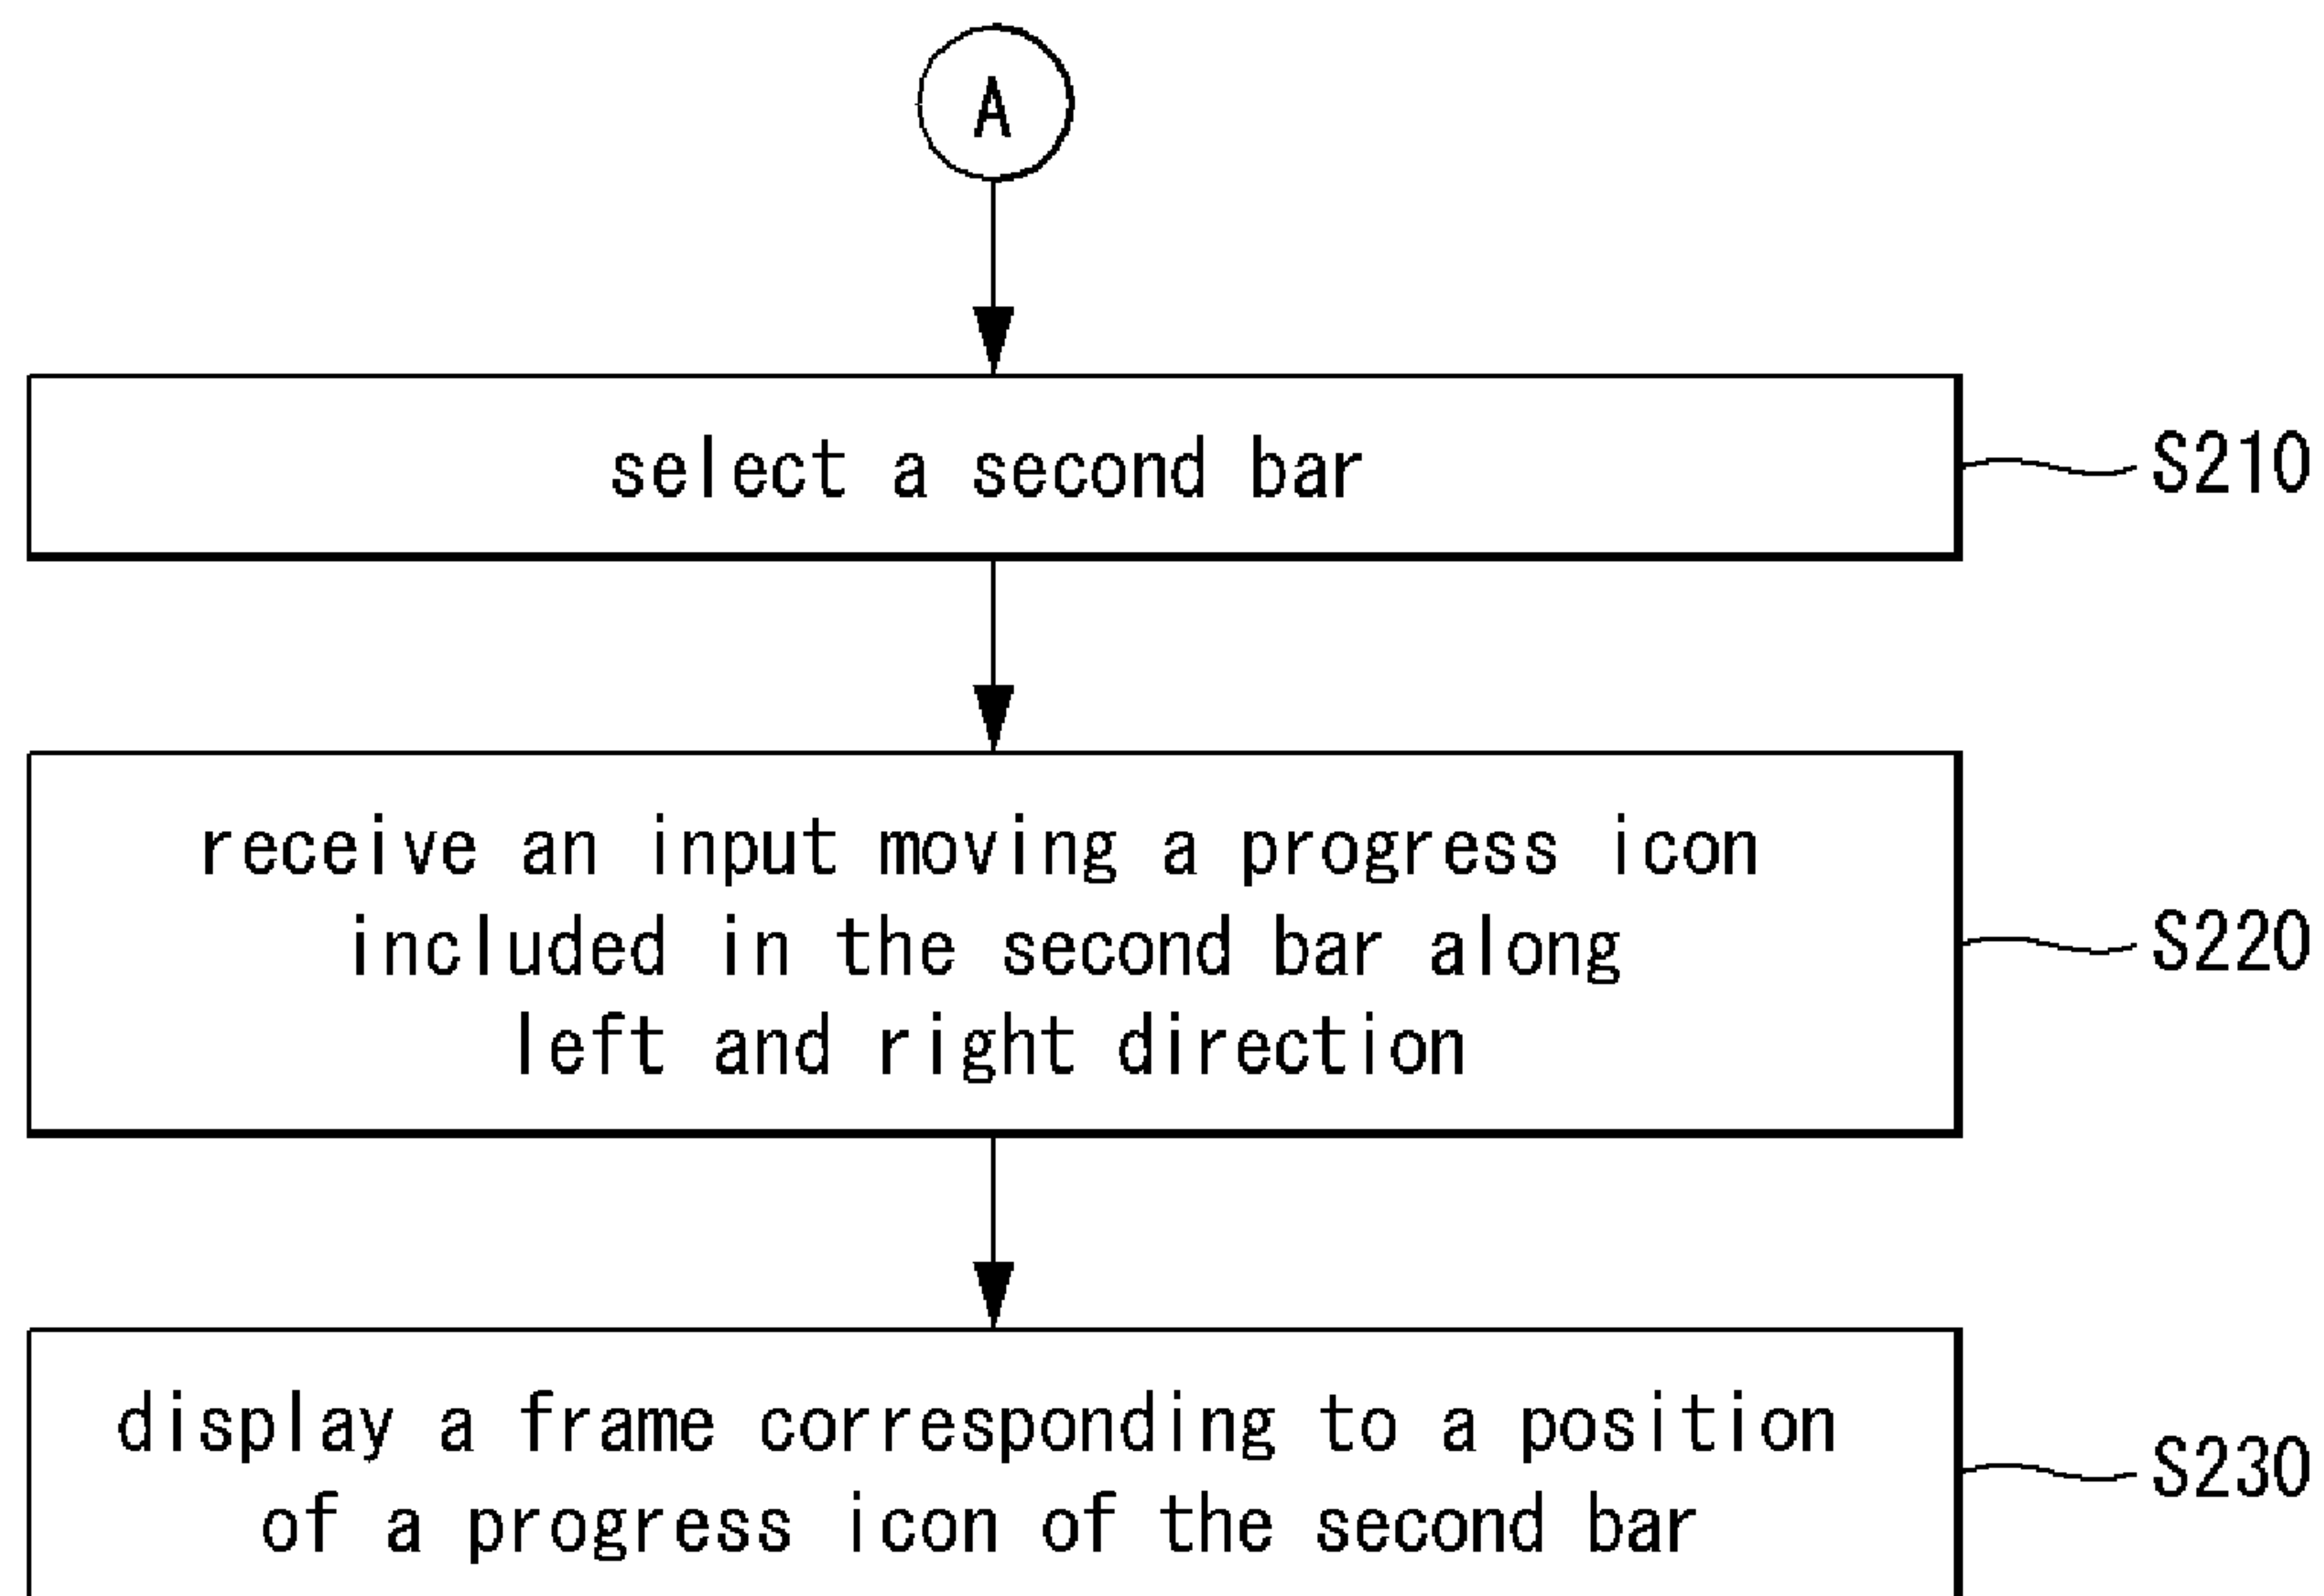 A
select a second bar
S210
receive an input moving a progress icon
included in the second bar along
left and right direction
S220
display a frame corresponding to a position
of a progress icon of the second bar
S230